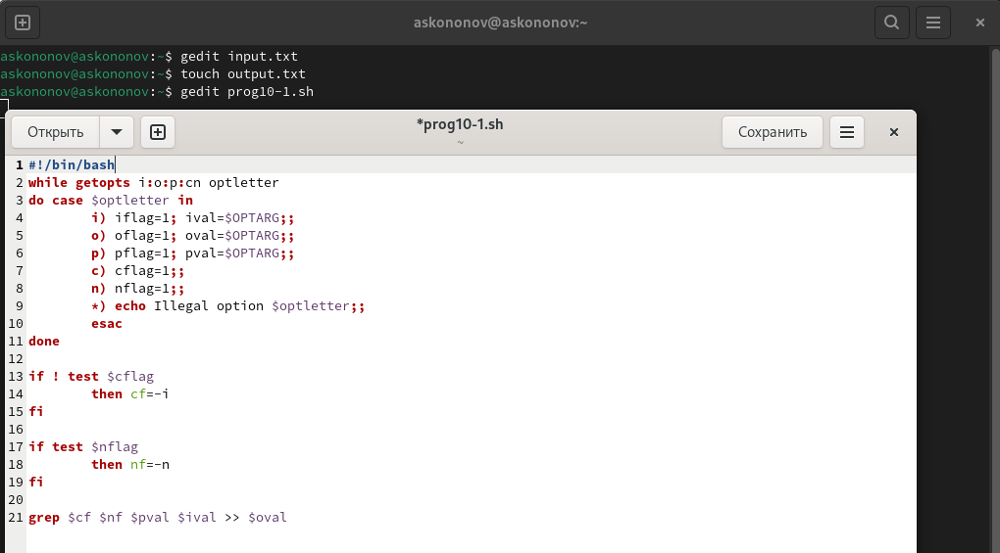 askononov@askononov:~
askononov@askononov:~$ gedit input.txt
askononov@askononov:~$ touch output.txt
askononov@askononov:~$ gedit prog10-1.sh
Открыть
*prog10-1.sh
~
Сохранить
1 #!/bin/bash
2 while getopts i:o:p:cn optletter
3 do case $optletter in
4         i) iflag=1; ival=$OPTARG;;
5         o) oflag=1; oval=$OPTARG;;
6         p) pflag=1; pval=$OPTARG;;
7         c) cflag=1;;
8         n) nflag=1;;
9         *) echo Illegal option $optletter;;
10         esac
11 done
12
13 if ! test $cflag
14         then cf=-i
15 fi
16
17 if test $nflag
18         then nf=-n
19 fi
20
21 grep $cf $nf $pval $ival >> $oval